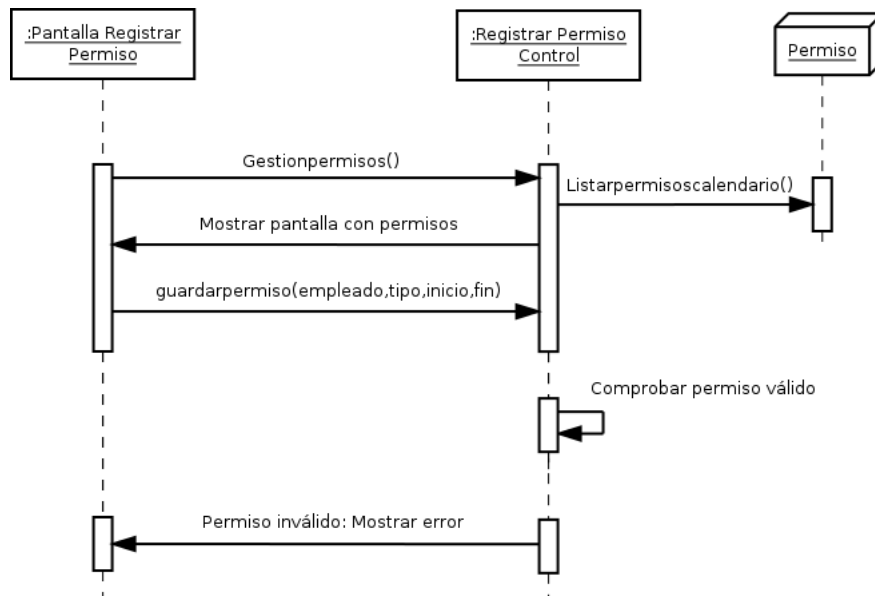 :Pantalla Registrar
Permiso
:Registrar Permiso
Control
Permiso
Gestionpermisos()
Listarpermisoscalendario()
Mostrar pantalla con permisos
guardarpermiso(empleado,tipo,inicio,fin)
Comprobar permiso válido
Permiso inválido: Mostrar error